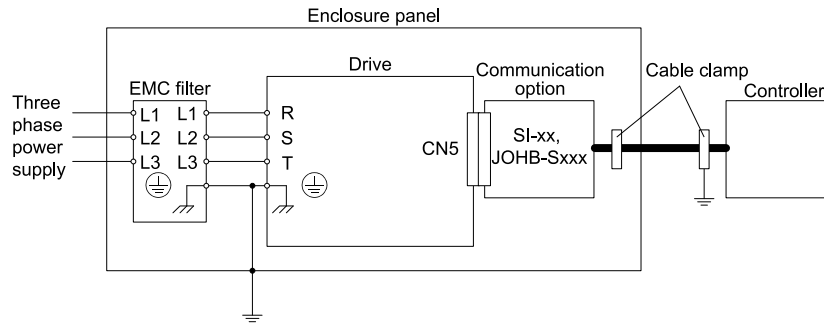 Enclosure panel
Drive
Communication
option
Cable clamp
Controller
EMC filter
Three
phase
power
supply
L1 L1
L2 L2
L3 L3
R
S
T
CN5
SI-xx,
JOHB-Sxxx